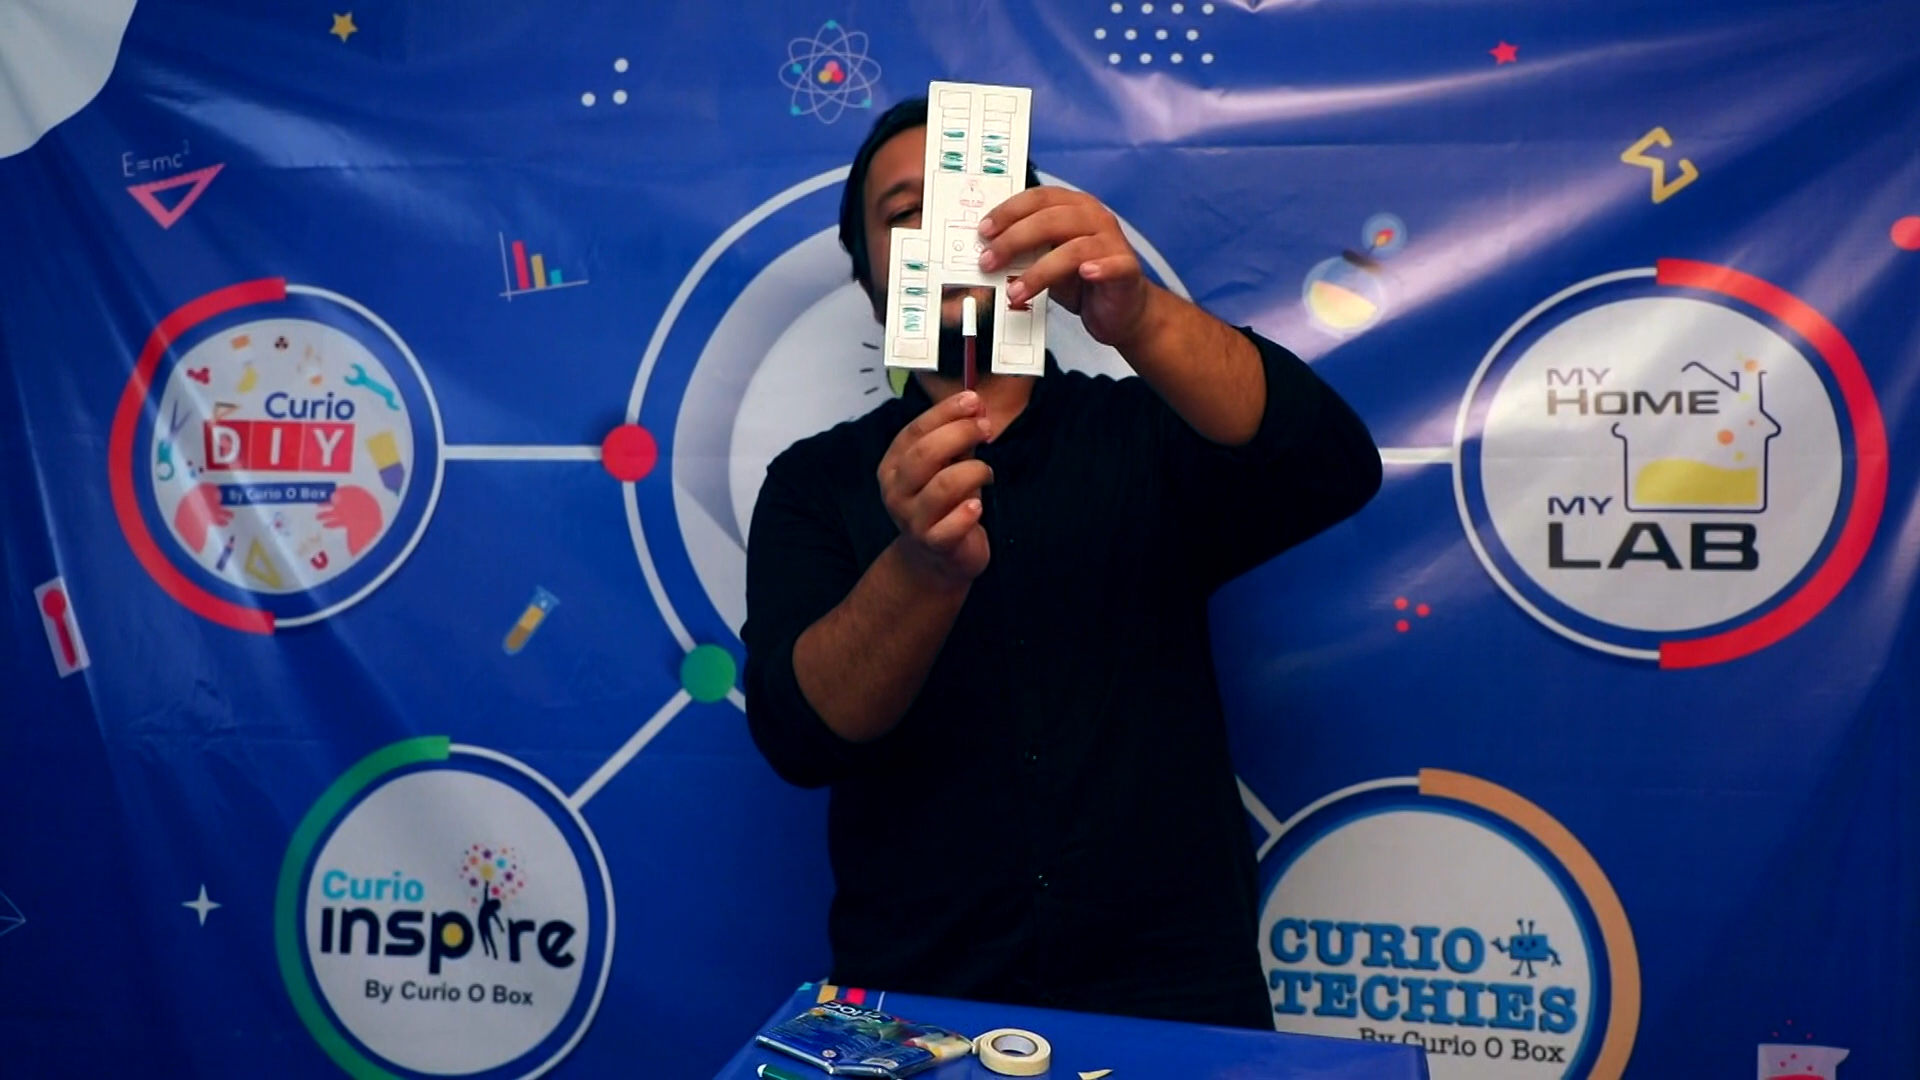 E=mc²
Curio
DIY
By Curio O Box
MY
HOME
MY
LAB
Curio
inspire
By Curio O Box
CURIO
TECHIES
By Curio O Box